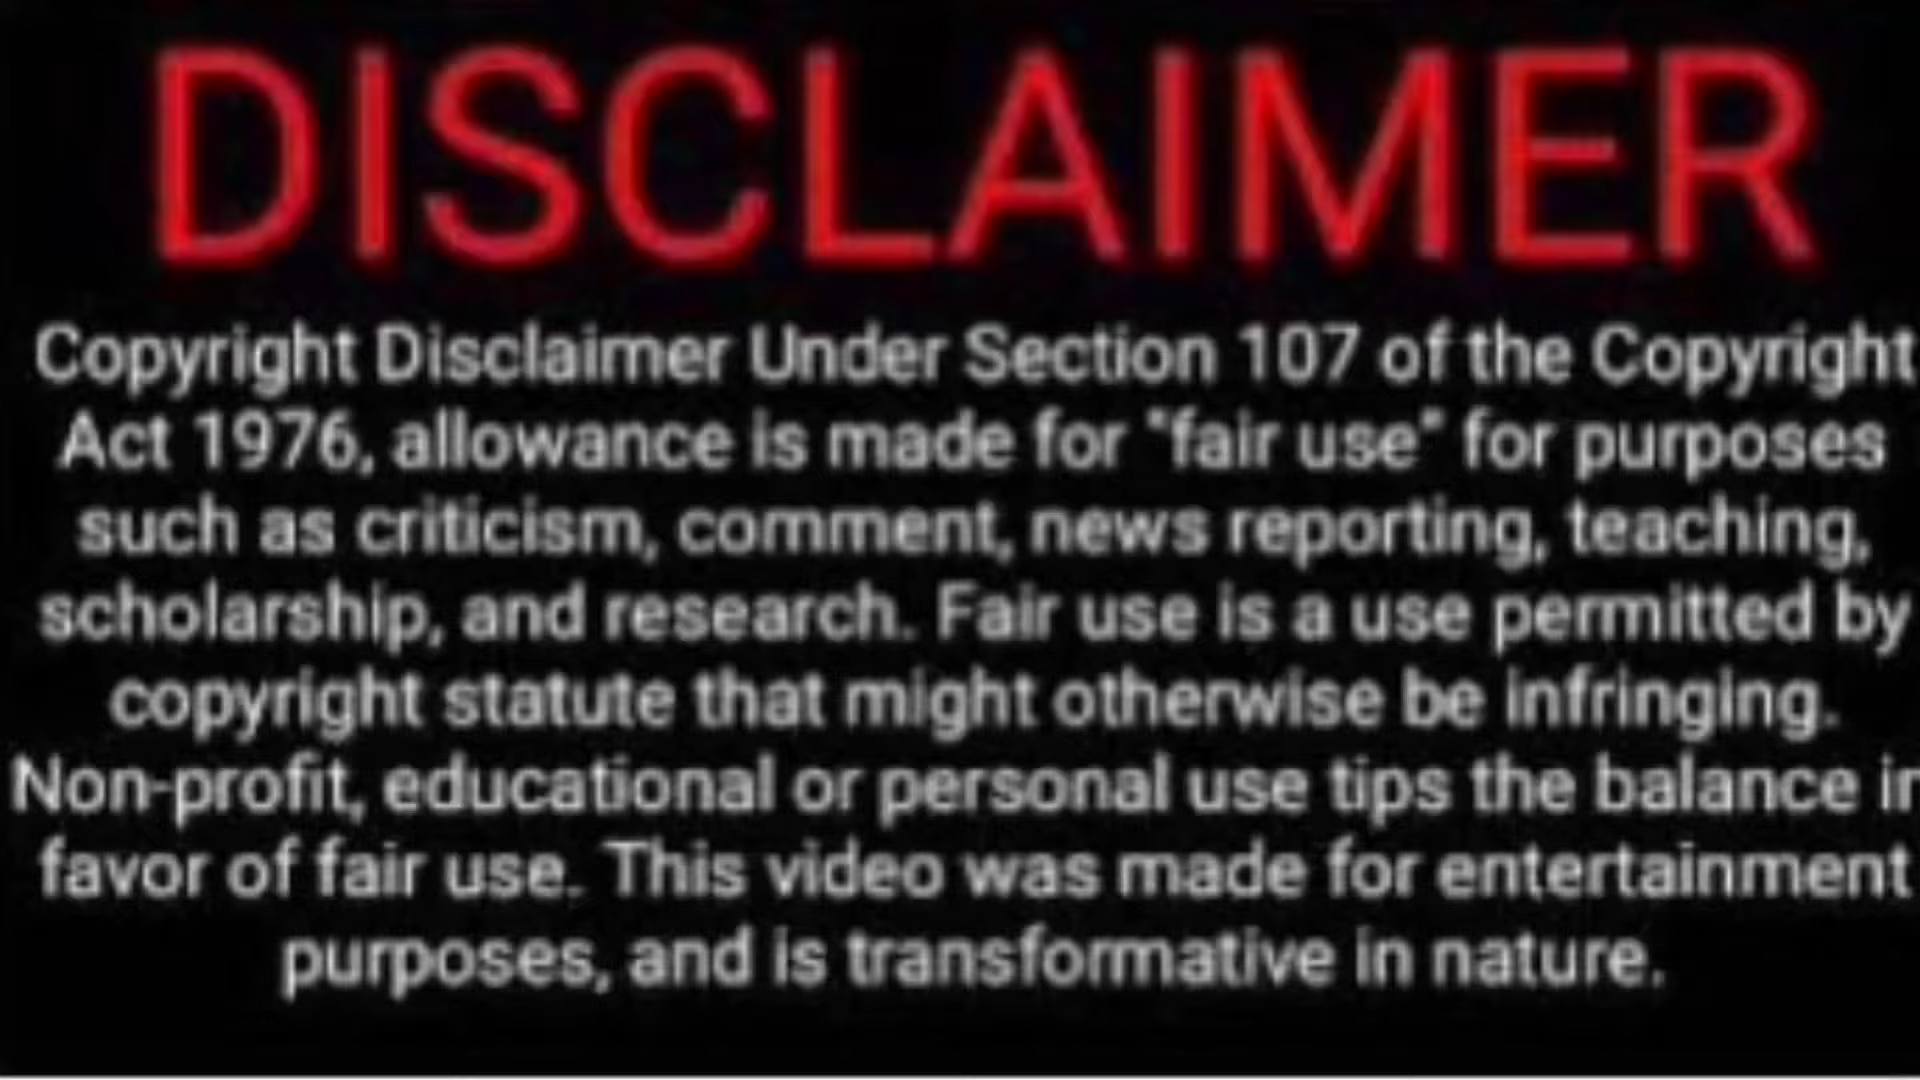 DISCLAIMER
Copyright Disclaimer Under Section 107 of the Copyright
Act 1976, allowance is made for "fair use" for purposes
such as criticism, comment, news reporting, teaching,
scholarship, and research. Fair use is a use permitted by
copyright statute that might otherwise be infringing.
Non-profit, educational or personal use tips the balance in
favor of fair use. This video was made for entertainment
purposes, and is transformative in nature.